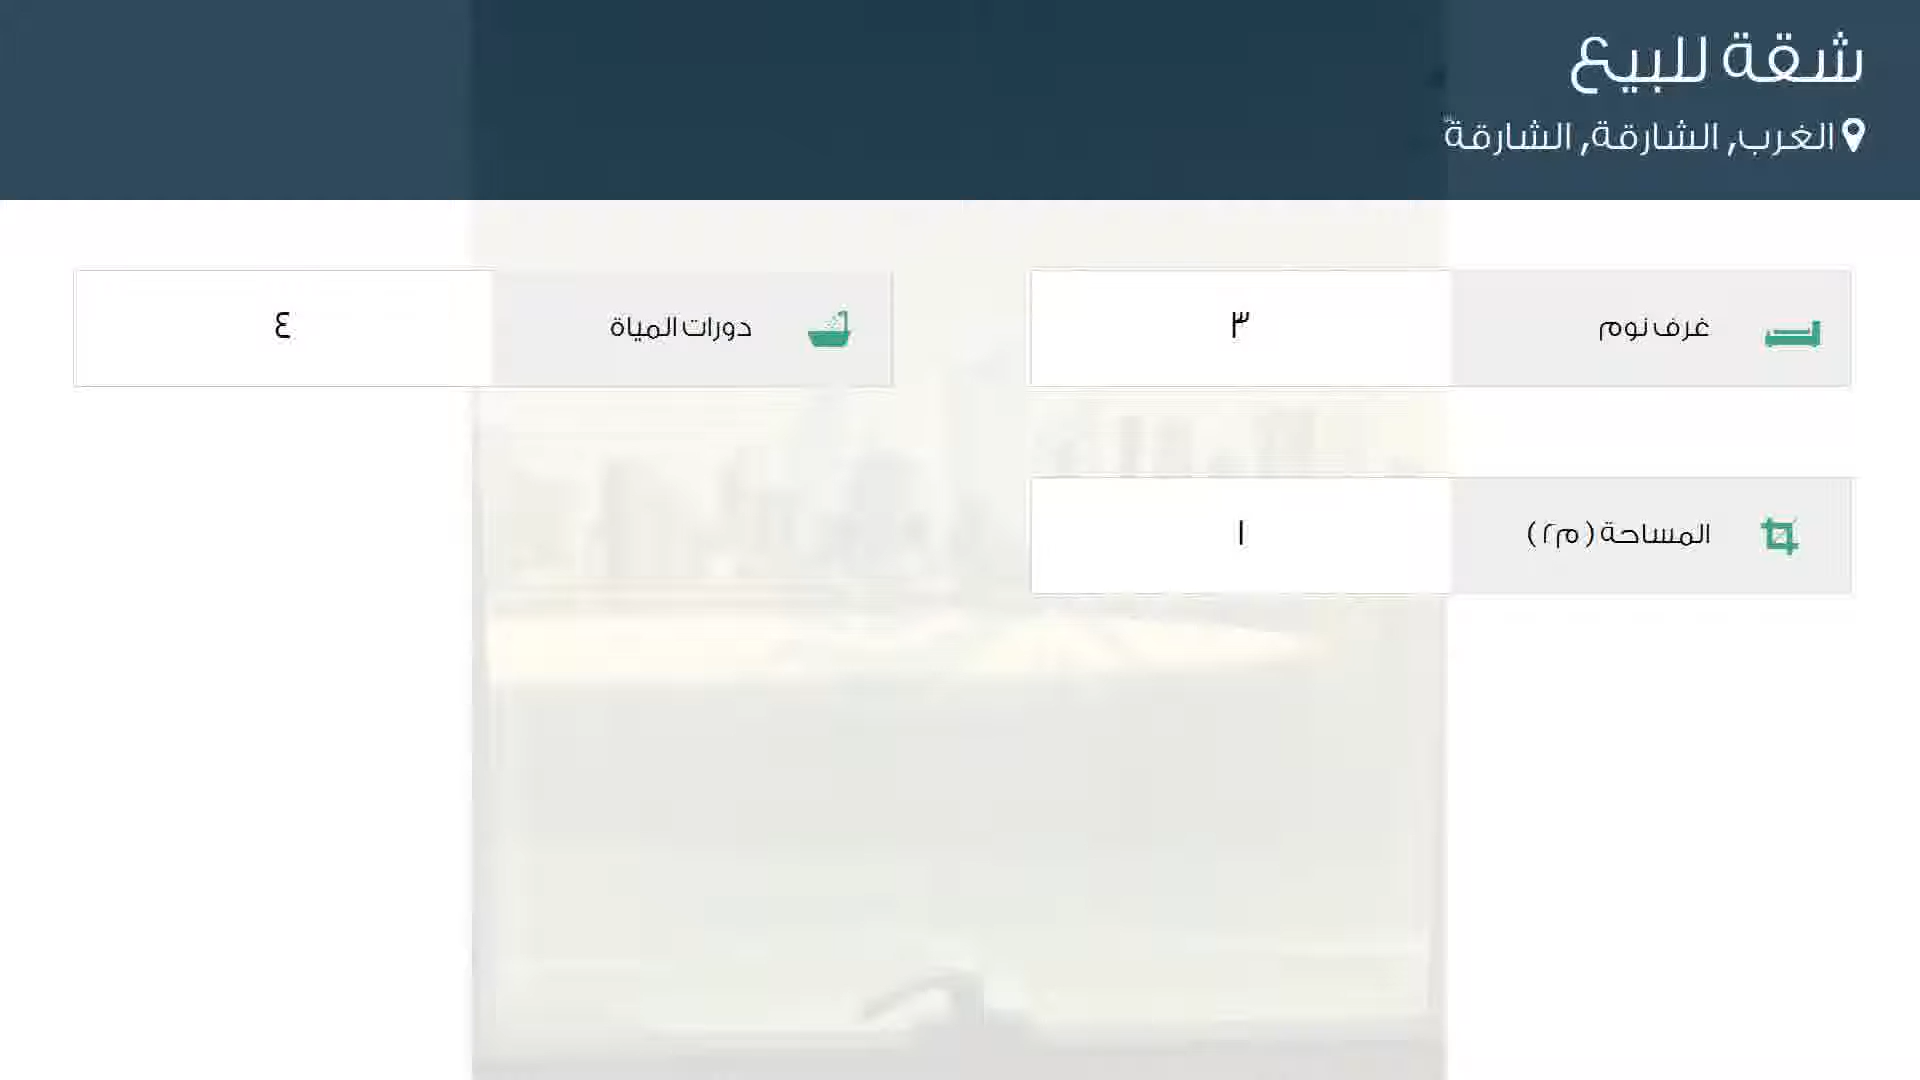 شقة للبيع
الغرب, الشارقة, الشارقة
غرف نوم
٣
دورات المياة
٤
المساحة (م٢)
١